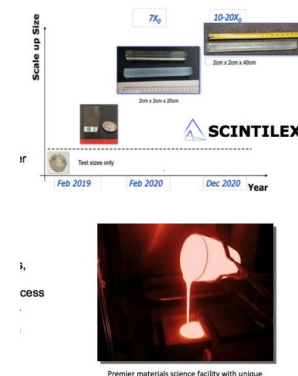 7X₀
10-20X₀
Scale up Size
2cm x 2cm x 40cm
2cm x 2cm x 20cm
SCINTILEX
er
Test sizes only
Feb 2019
Feb 2020
Dec 2020
Year
s,
cess
Premier materials science facility with unique